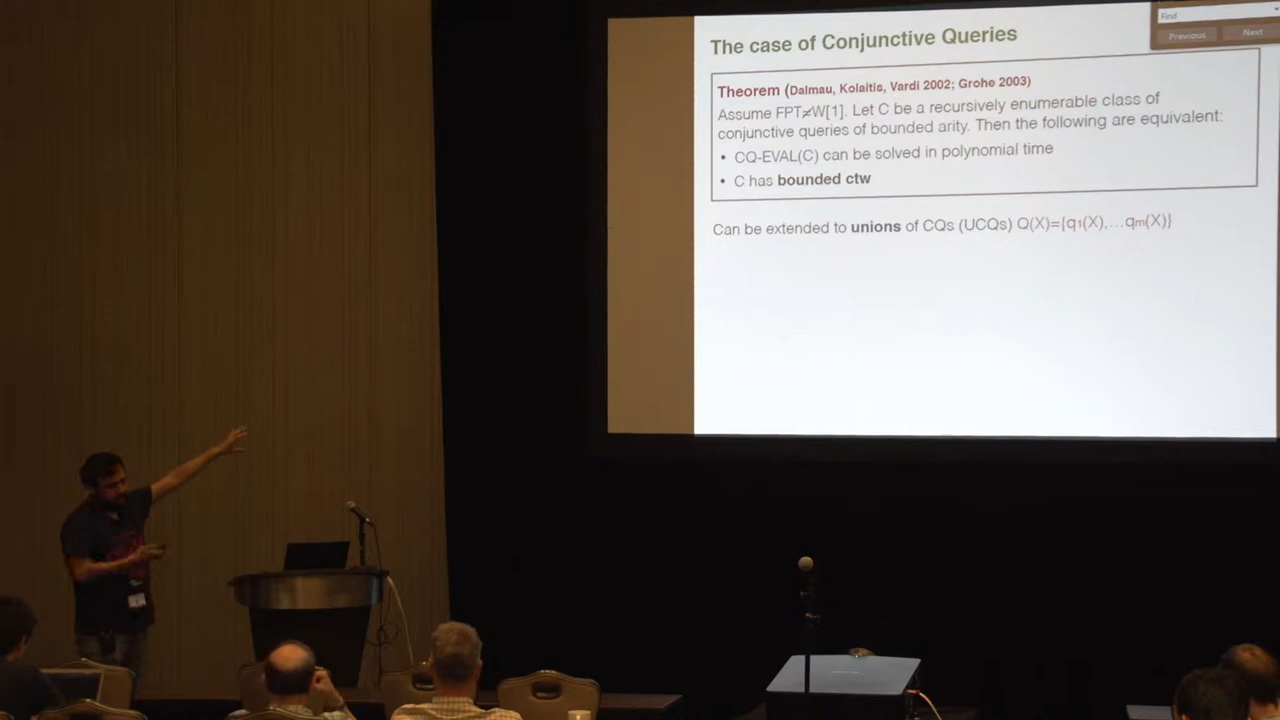 Find
Previous Next
The case of Conjunctive Queries
Theorem (Dalmau, Kolaitis, Vardi 2002; Grohe 2003)
Assume FPT≠W[1]. Let C be a recursively enumerable class of
conjunctive queries of bounded arity. Then the following are equivalent:
• CQ-EVAL(C) can be solved in polynomial time
• C has bounded ctw
Can be extended to unions of CQs (UCQs) Q(X)={q1(X),…qm(X)}